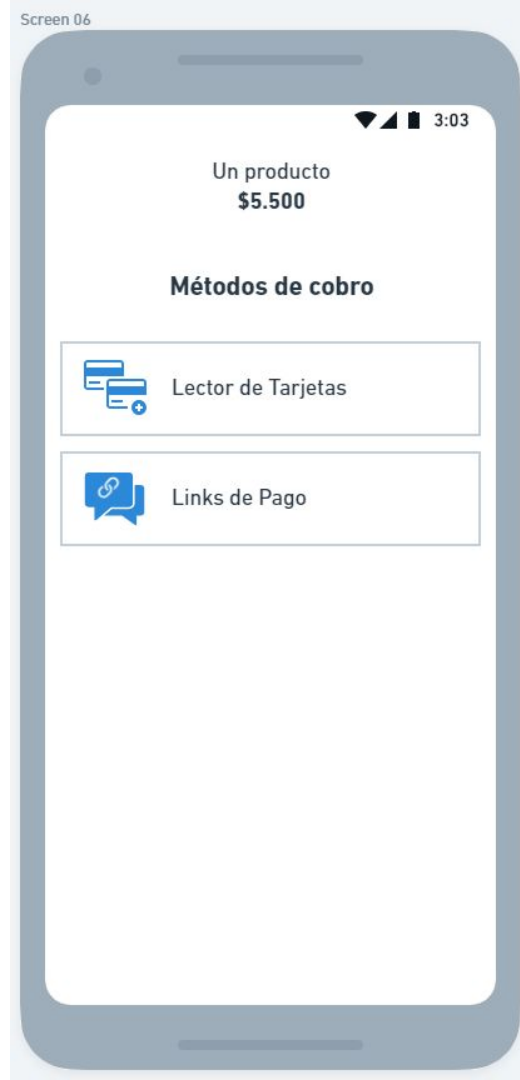 Screen 06
3:03
Un producto
$5.500
Métodos de cobro
Lector de Tarjetas
Links de Pago